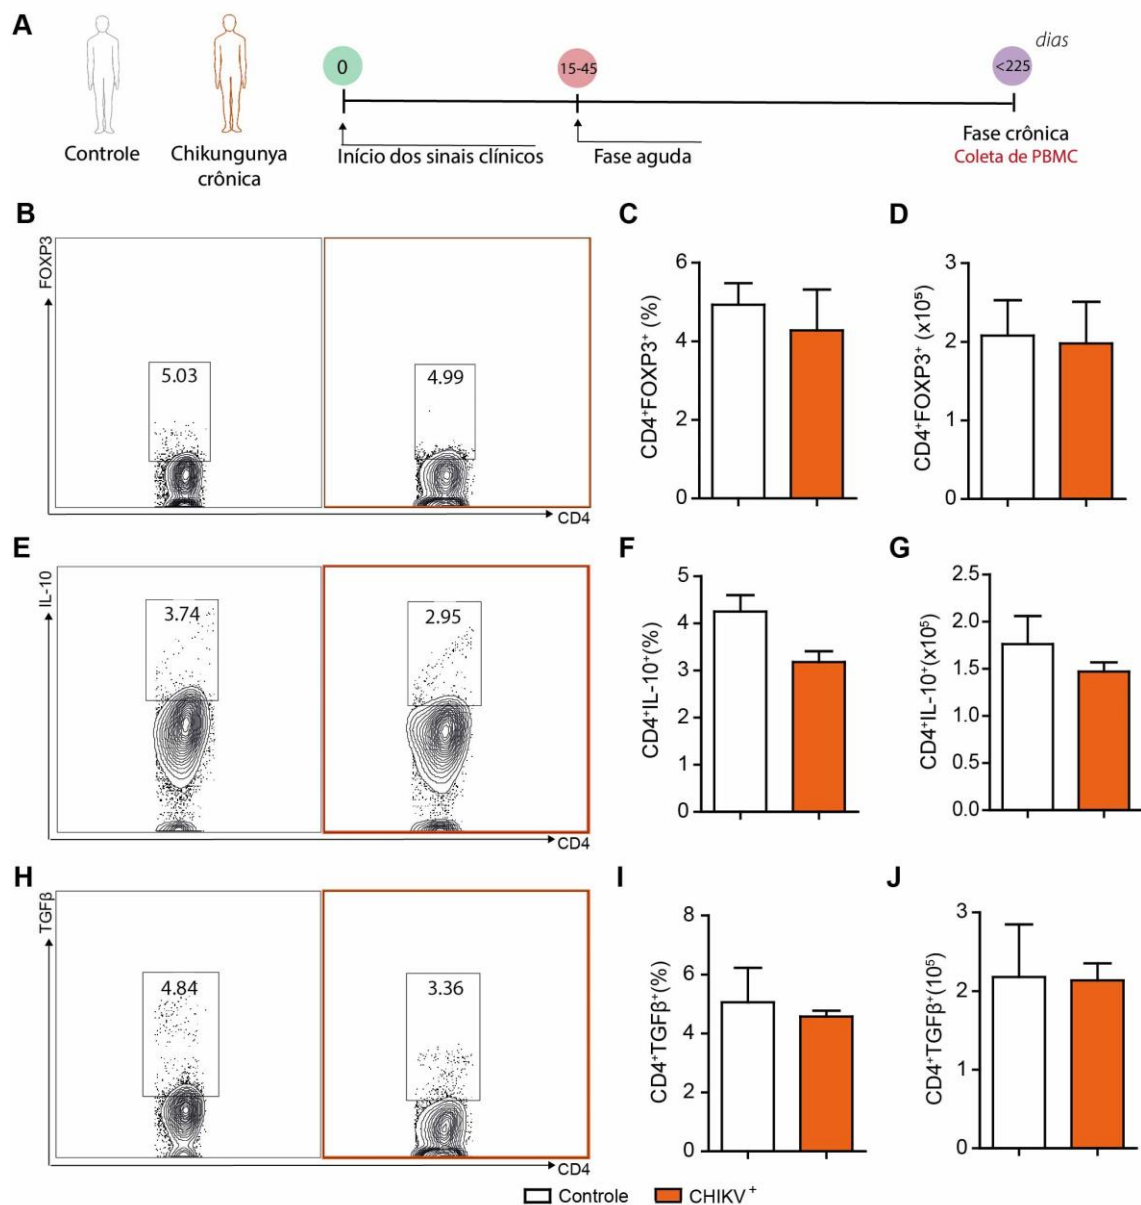 A
Controle
Chikungunya
crônica
0
15-45
<225
dias
Início dos sinais clínicos
Fase aguda
Fase crônica
Coleta de PBMC
B
FOXP3
5.03
4.99
CD4
C
CD4⁺FOXP3⁺ (%)
6
4
2
0
D
CD4⁺FOXP3⁺ (x10⁵)
3
2
1
0
E
IL-10
3.74
2.95
CD4
F
CD4⁺IL-10⁺(%)
5
4
3
2
1
0
G
CD4⁺IL-10⁺(x10⁵)
2.5
2.0
1.5
1.0
0.5
0.0
H
TGFβ
4.84
3.36
CD4
I
CD4⁺TGFβ⁺(%)
8
6
4
2
0
J
CD4⁺TGFβ⁺(10⁵)
3
2
1
0
Controle
CHIKV⁺